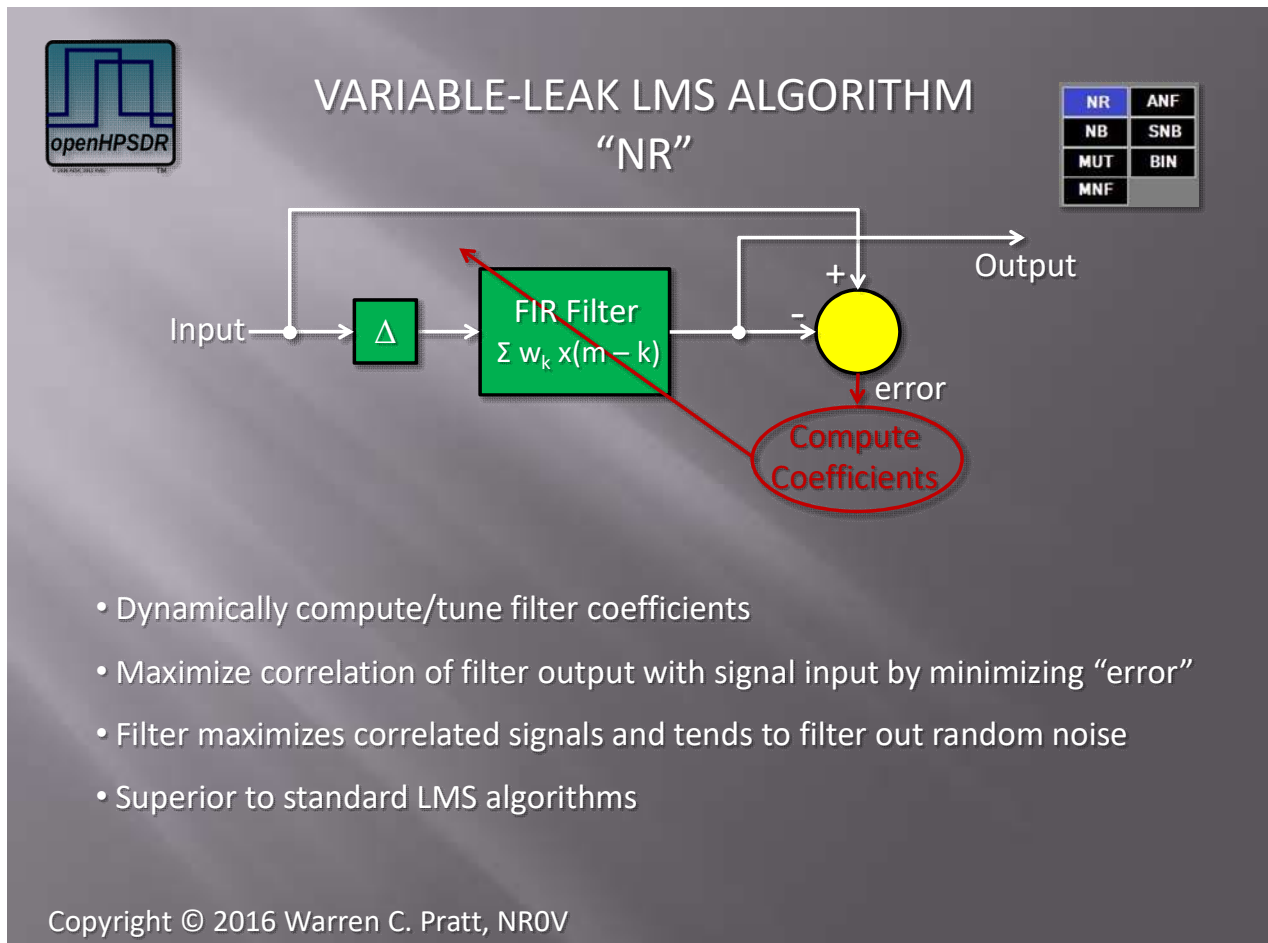 openHPSDR
TM
VARIABLE-LEAK LMS ALGORITHM
“NR”
NR ANF
NB SNB
MUT BIN
MNF
Input
Δ
FIR Filter
Σ wk x(m – k)
+
-
Output
error
Compute
Coefficients
• Dynamically compute/tune filter coefficients
• Maximize correlation of filter output with signal input by minimizing “error”
• Filter maximizes correlated signals and tends to filter out random noise
• Superior to standard LMS algorithms
Copyright © 2016 Warren C. Pratt, NR0V